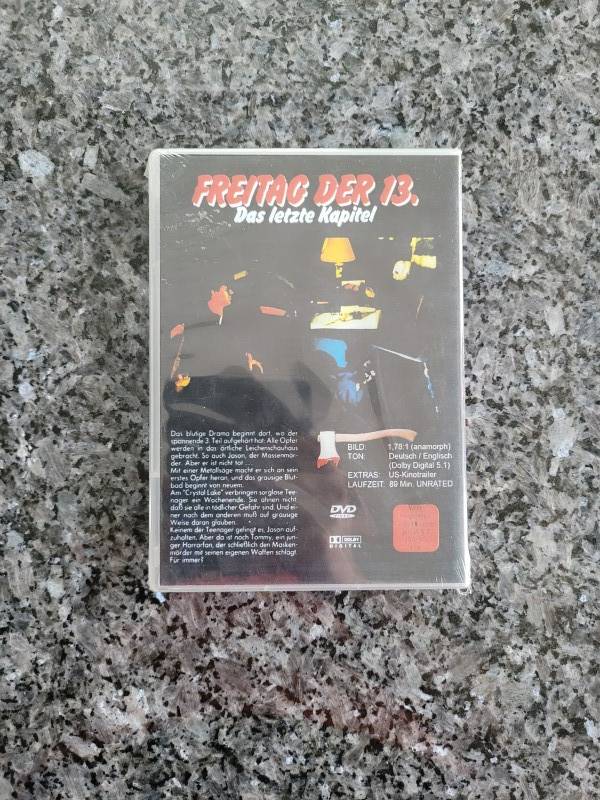 FREITAG DER 13.
Das letzte Kapitel
Das blutige Drama beginnt dort, wo der
spannende 3. Teil aufgehört hat: Alle Opfer
werden in das örtliche Leichenschauhaus
gebracht. So auch Jason, der Massenmör-
der. Aber er ist nicht tot ...
Mit einer Metallsäge macht er sich an sein
erstes Opfer heran, und das grausige Blut-
bad beginnt von neuem.
Am "Crystal Lake" verbringen sorglose Tee-
nager ein Wochenende. Sie ahnen nicht
daß sie alle in tödlicher Gefahr sind. Und ei-
ner nach dem anderen muß auf grausige
Weise daran glauben.
Keinem der Teenager gelingt es, Jason auf-
zuhalten. Aber da ist noch Tommy, ein jun-
ger Horrorfan, der schließlich den Masken-
mörder mit seinen eigenen Waffen schlägt.
Für immer?
BILD: 1,78:1 (anamorph)
TON: Deutsch / Englisch
(Dolby Digital 5.1)
EXTRAS: US-Kinotrailer
LAUFZEIT: 89 Min. UNRATED
DVD
VIDEO
DOLBY
DIGITAL